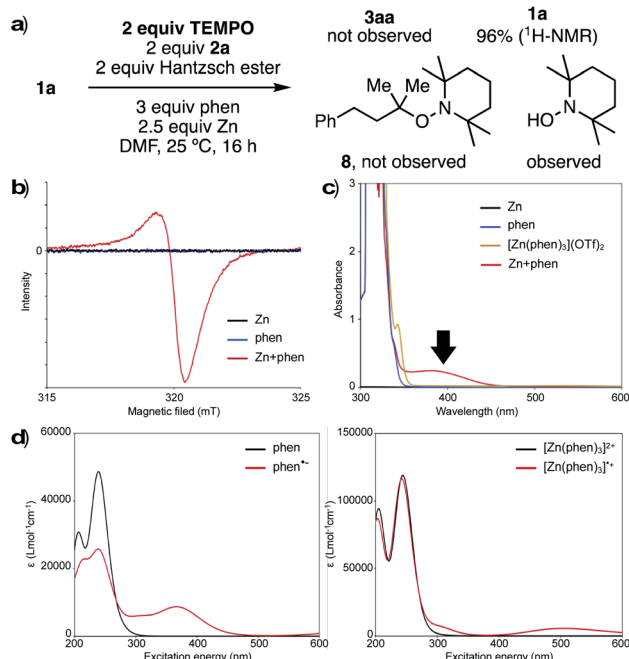 a)
2 equiv TEMPO
2 equiv 2a
2 equiv Hantzsch ester
1a
3 equiv phen
2.5 equiv Zn
DMF, 25 ºC, 16 h
3aa
not observed
1a
96% (¹H-NMR)
Me
Me
Ph
O
N
8, not observed
HO
N
observed
b)
Intensity
0
Zn
phen
Zn+phen
315
320
325
Magnetic filed (mT)
c)
Absorbance
3
2
1
0
Zn
phen
[Zn(phen)₃](OTf)₂
Zn+phen
300
400
500
600
Wavelength (nm)
d)
ε (Lmol⁻¹cm⁻¹)
60000
40000
20000
0
phen
phen•⁻
200
300
400
500
600
Excitation energy (nm)
ε (Lmol⁻¹cm⁻¹)
150000
100000
50000
0
[Zn(phen)₃]²⁺
[Zn(phen)₃]•⁺
200
300
400
500
600
Excitation energy (nm)